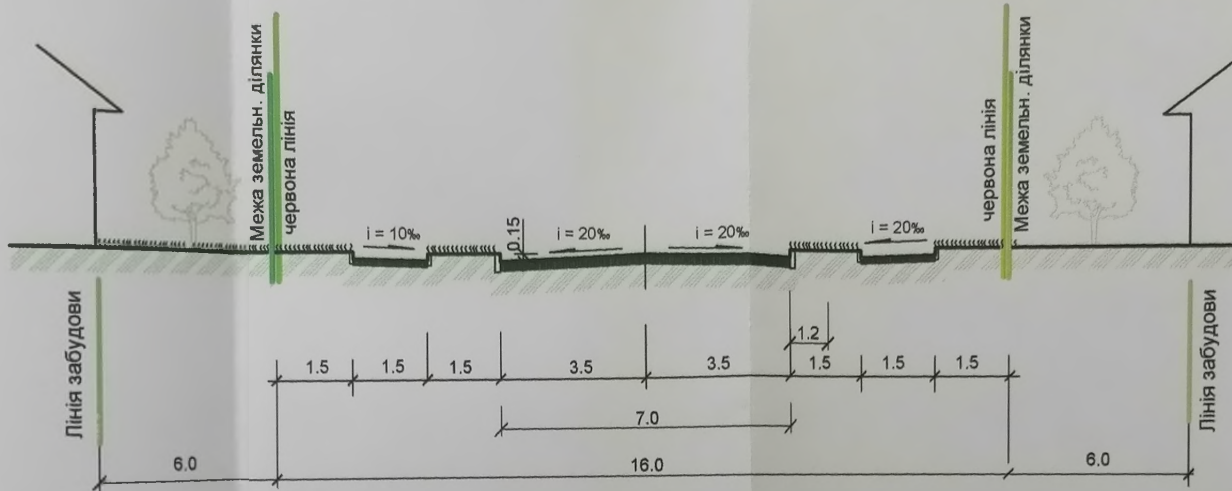 Межа земельн. ділянки
червона лінія
червона лінія
Межа земельн. ділянки
i = 10‰
0.15
i = 20‰
i = 20‰
i = 20‰
Лінія забудови
Лінія забудови
1.2
1.5
1.5
1.5
3.5
3.5
1.5
1.5
1.5
7.0
6.0
16.0
6.0